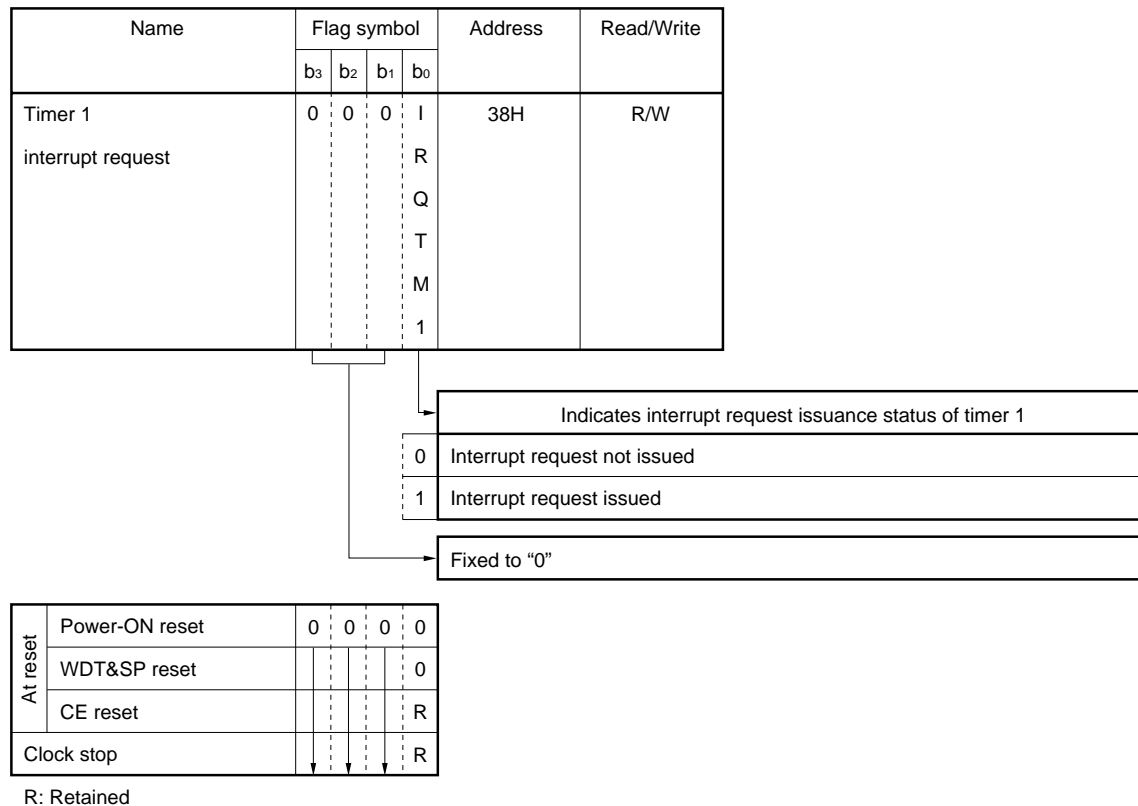 Name Flag symbol Address Read/Write
b3 b2 b1 b0
Timer 1 0 0 0 I 38H R/W
interrupt request R
Q
T
M
1
Indicates interrupt request issuance status of timer 1
0 Interrupt request not issued
1 Interrupt request issued
Fixed to “0”
At reset
Power-ON reset 0 0 0 0
WDT&SP reset 0
CE reset R
Clock stop R
R: Retained